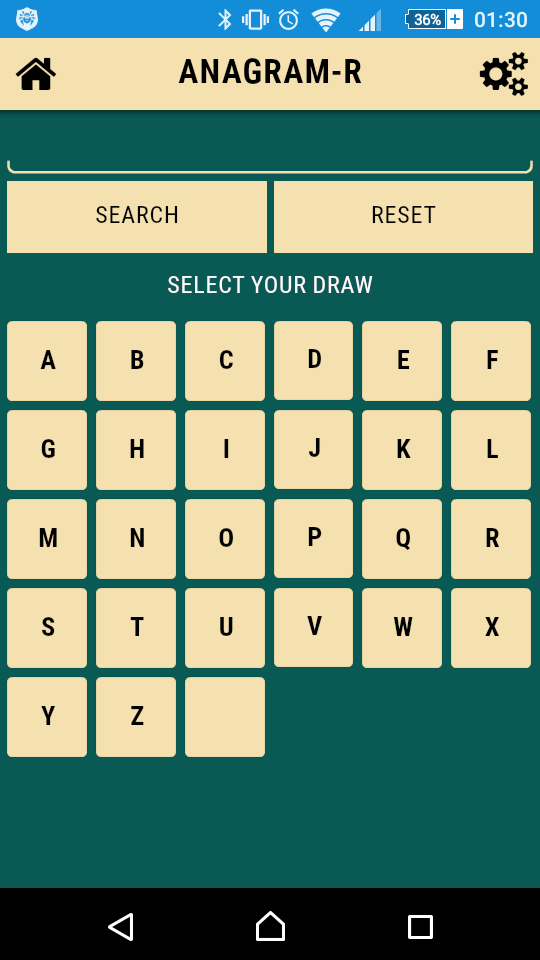 36% 01:30
ANAGRAM-R
SEARCH RESET
SELECT YOUR DRAW
A B C D E F
G H I J K L
M N O P Q R
S T U V W X
Y Z